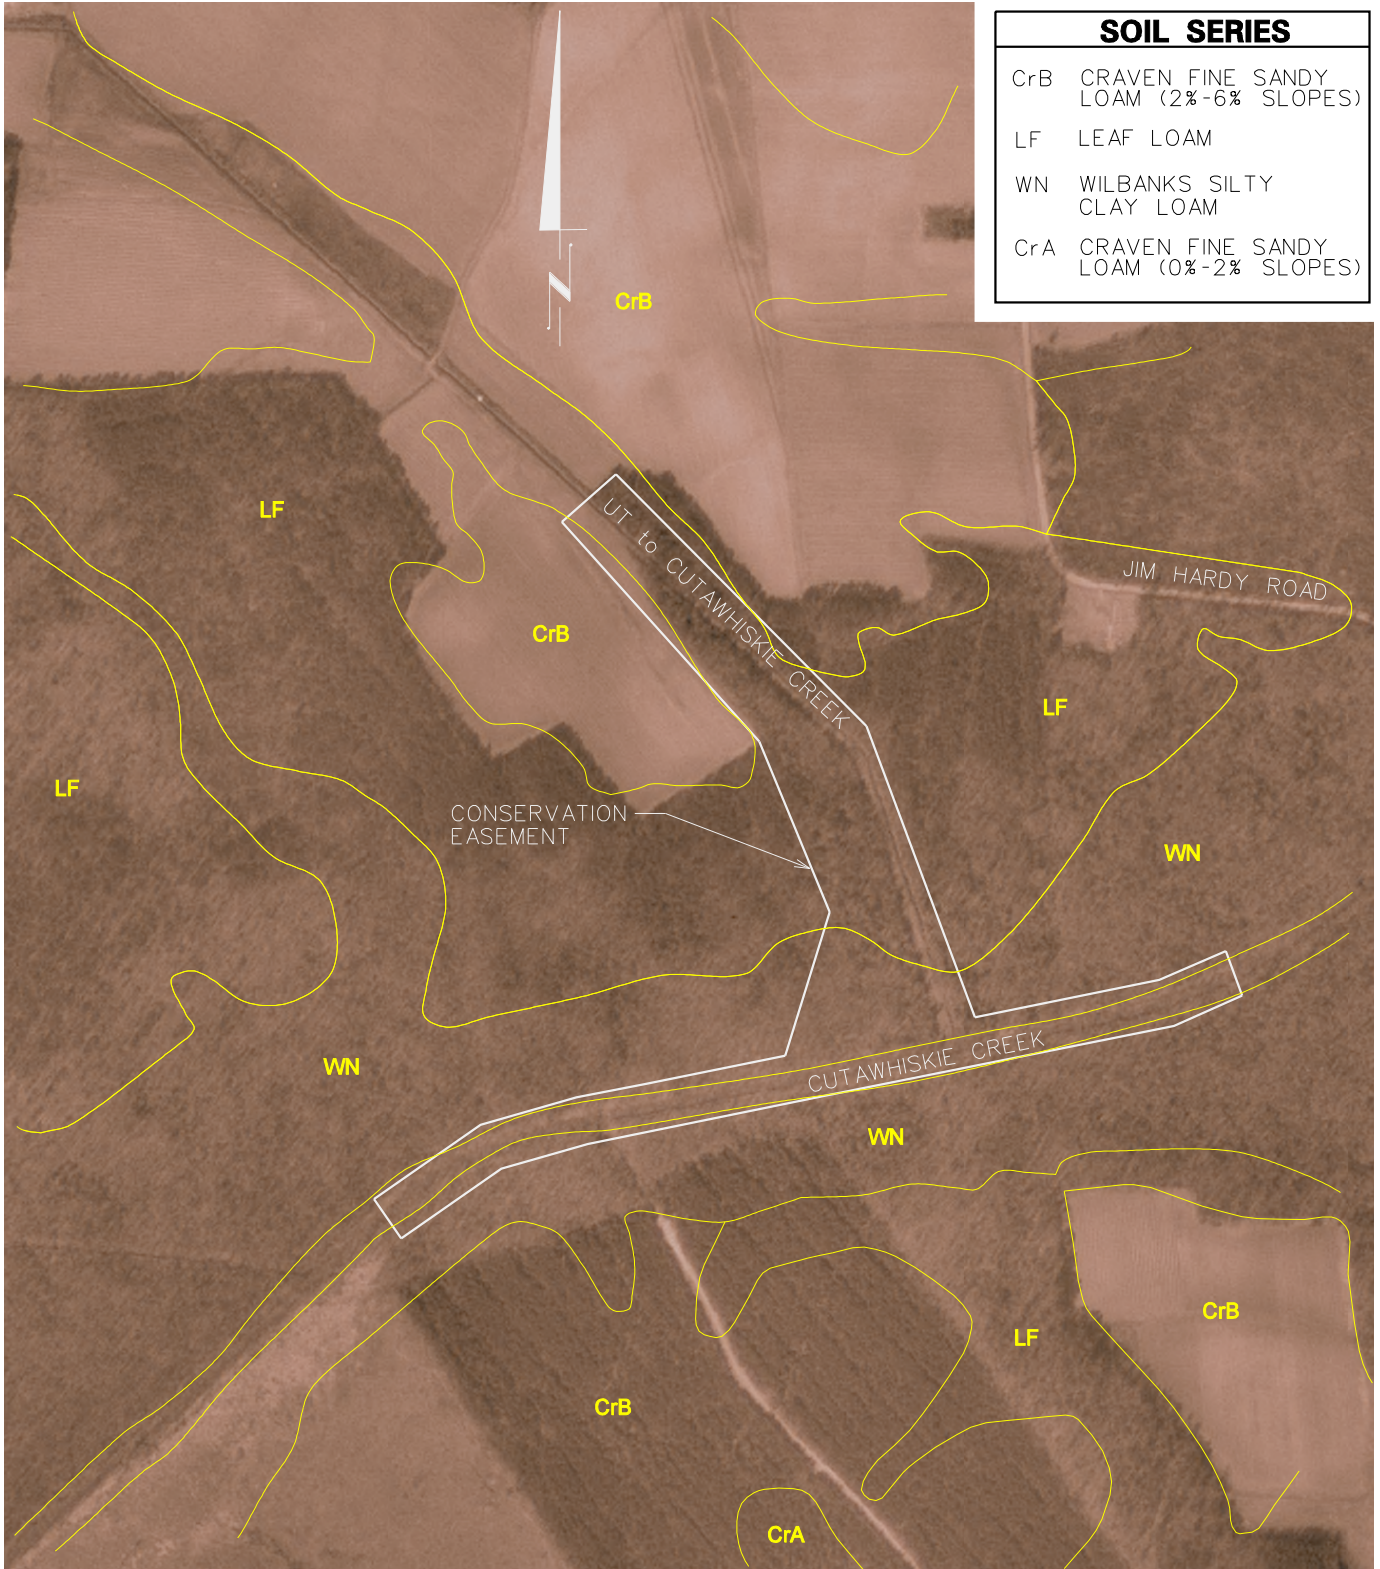 SOIL SERIES
CrB CRAVEN FINE SANDY
LOAM (2%-6% SLOPES)
LF LEAF LOAM
WN WILBANKS SILTY
CLAY LOAM
CrA CRAVEN FINE SANDY
LOAM (0%-2% SLOPES)
N
CrB
LF
UT to CUTAWHISKIE CREEK
JIM HARDY ROAD
CrB
LF
LF
CONSERVATION
EASEMENT
WN
WN
CUTAWHISKIE CREEK
WN
CrB
LF
CrB
CrA